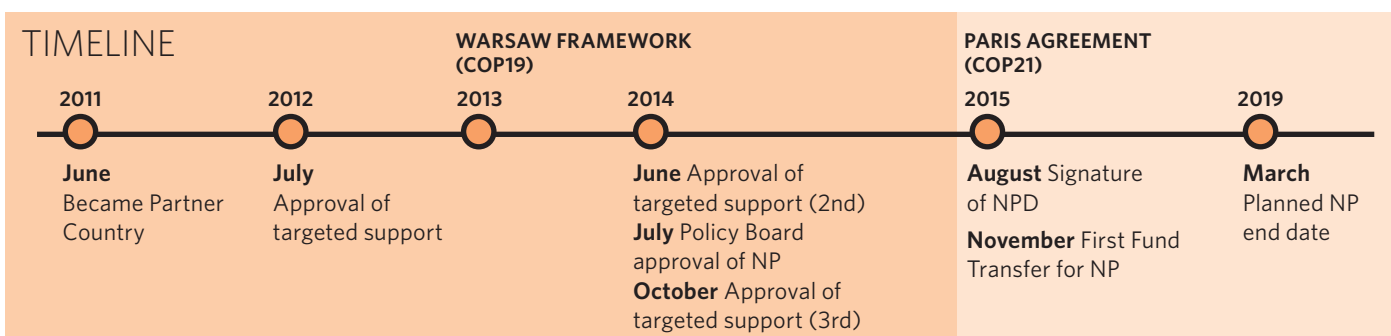 TIMELINE
WARSAW FRAMEWORK
(COP19)
PARIS AGREEMENT
(COP21)
2011
2012
2013
2014
2015
2019
June
Became Partner
Country
July
Approval of
targeted support
June Approval of
targeted support (2nd)
July Policy Board
approval of NP
October Approval of
targeted support (3rd)
August Signature
of NPD
November First Fund
Transfer for NP
March
Planned NP
end date